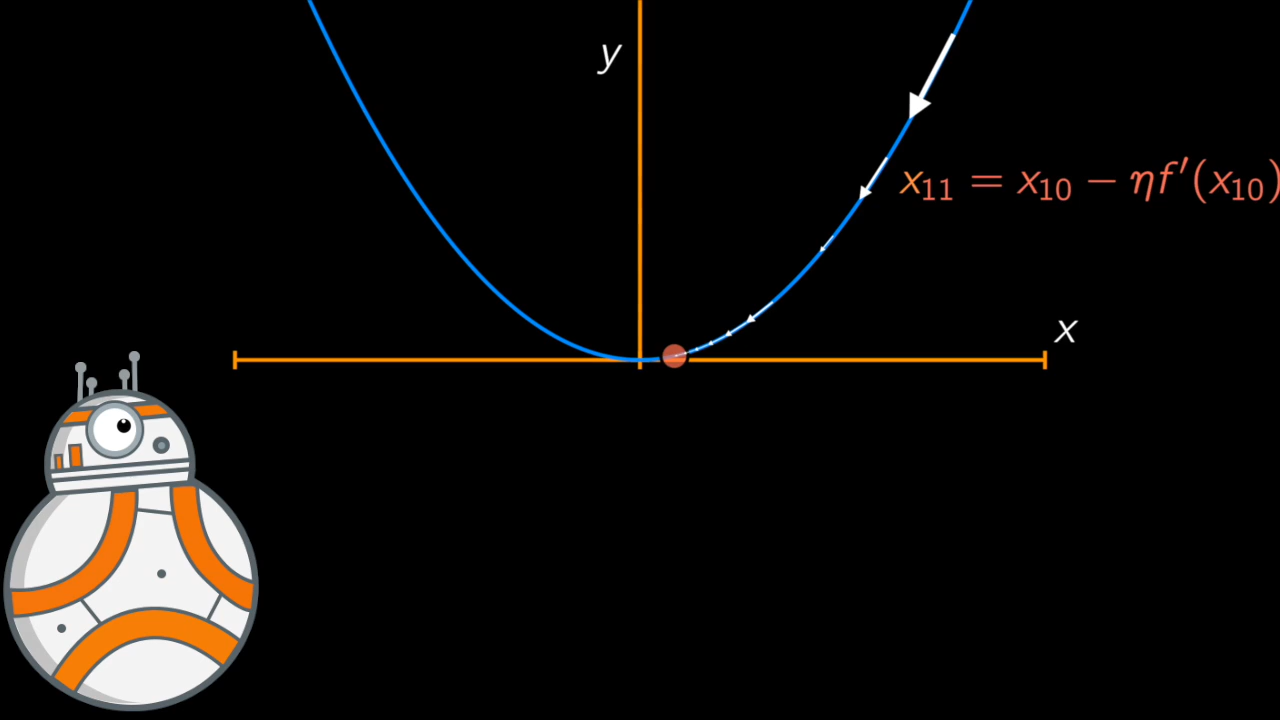 y
x₁₁ = x₁₀ − ηf′(x₁₀)
x